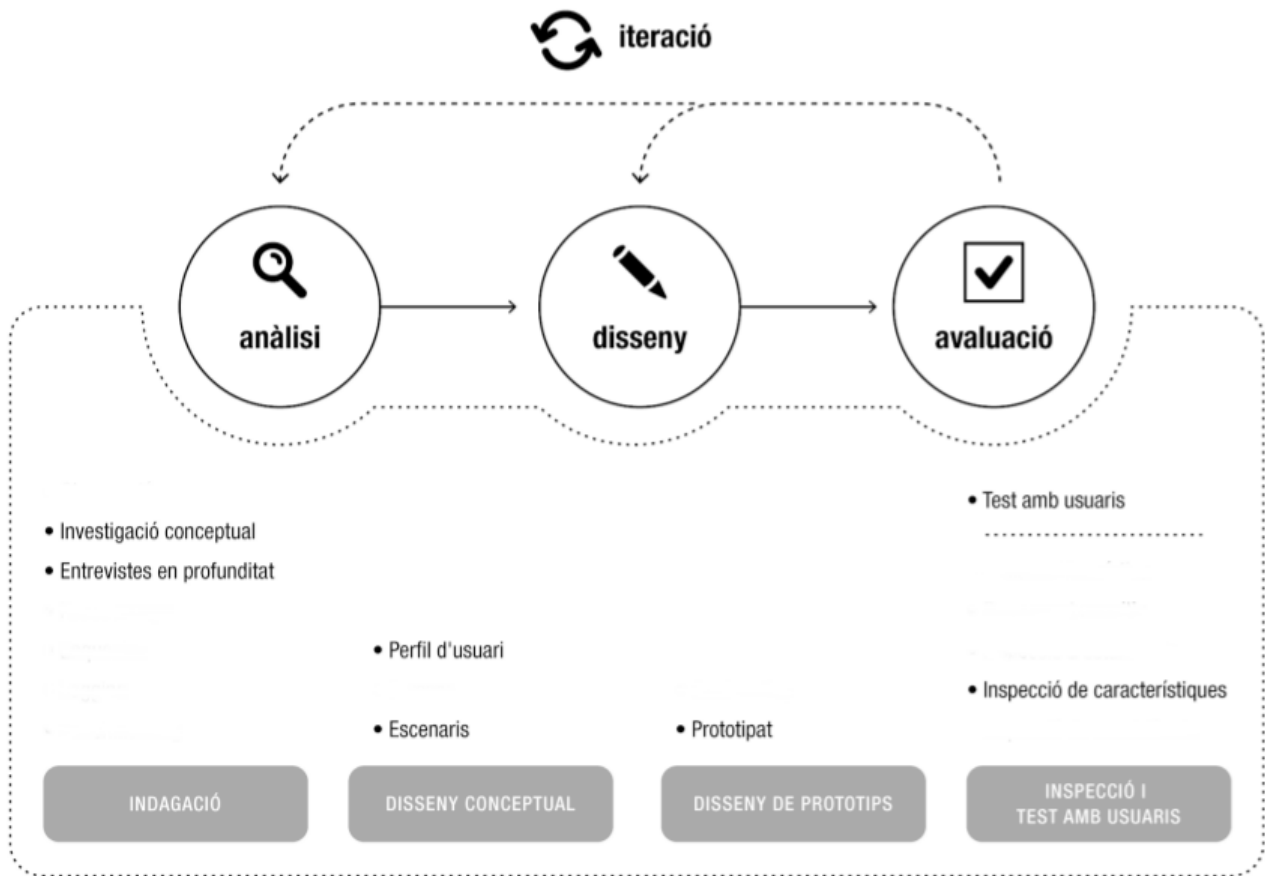 iteració
anàlisi
disseny
avaluació
• Investigació conceptual
• Entrevistes en profunditat
• Perfil d'usuari
• Escenaris
• Prototipat
• Test amb usuaris
• Inspecció de característiques
INDAGACIÓ
DISSENY CONCEPTUAL
DISSENY DE PROTOTIPS
INSPECCIÓ I
TEST AMB USUARIS